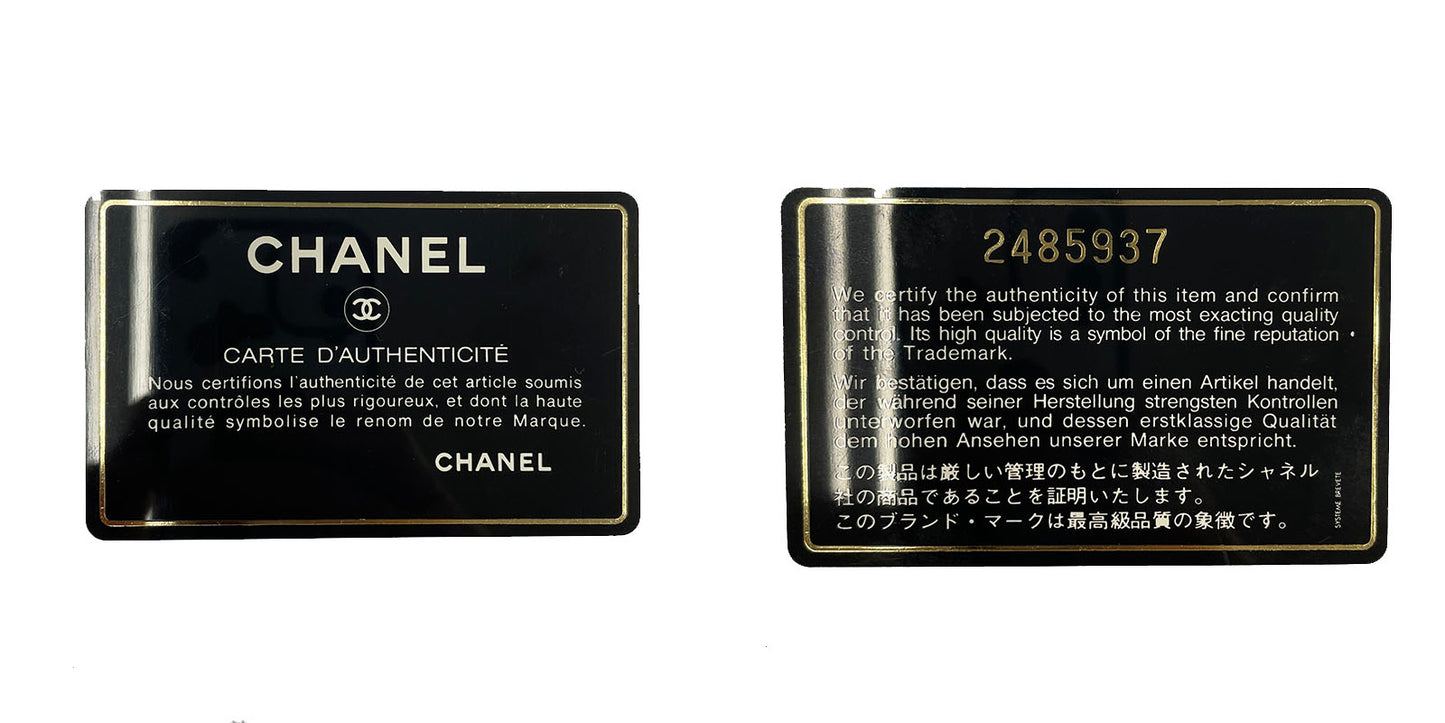 CHANEL
CARTE D'AUTHENTICITÉ
Nous certifions l'authenticité de cet article soumis
aux contrôles les plus rigoureux, et dont la haute
qualité symbolise le renom de notre Marque.
CHANEL
2485937
We certify the authenticity of this item and confirm
that it has been subjected to the most exacting quality
control. Its high quality is a symbol of the fine reputation
of the Trademark.
Wir bestätigen, dass es sich um einen Artikel handelt,
der während seiner Herstellung strengsten Kontrollen
unterworfen war, und dessen erstklassige Qualität
dem hohen Ansehen unserer Marke entspricht.
この製品は厳しい管理のもとに製造されたシャネル
社の商品であることを証明いたします。
このブランド・マークは最高級品質の象徴です。
SYSTEME BREVETE